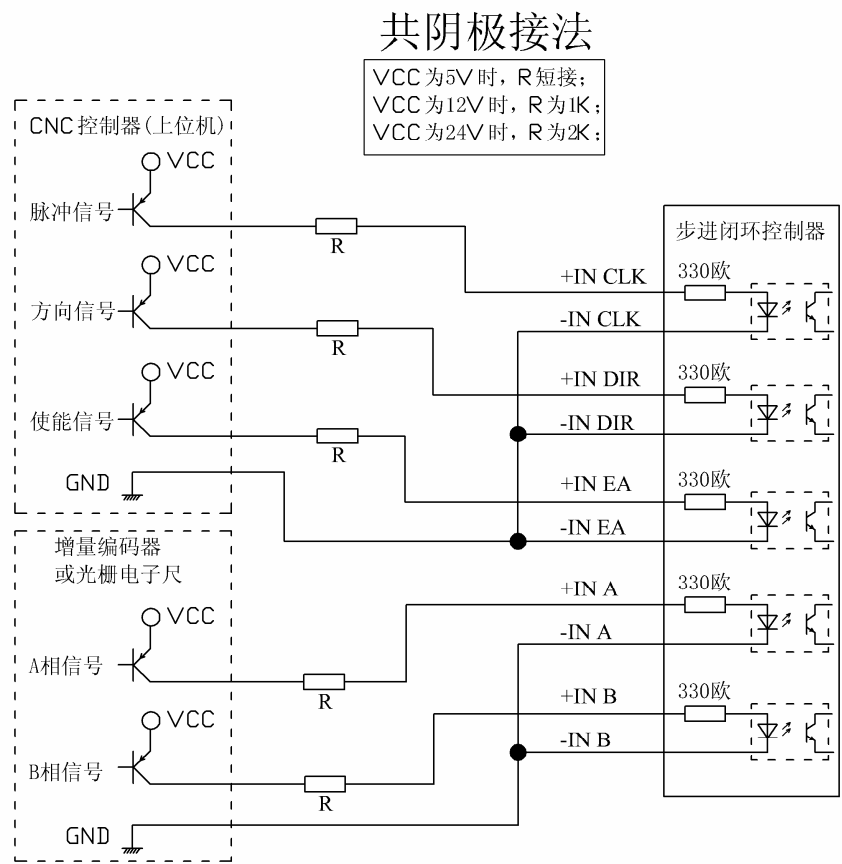 共阴极接法
VCC为5V时，R短接；
VCC为12V时，R为1K；
VCC为24V时，R为2K：
CNC控制器(上位机)
VCC
脉冲信号
R
VCC
方向信号
R
VCC
使能信号
R
GND
步进闭环控制器
+IN CLK
330欧
-IN CLK
+IN DIR
330欧
-IN DIR
+IN EA
330欧
-IN EA
增量编码器
或光栅电子尺
VCC
A相信号
R
VCC
B相信号
R
GND
+IN A
330欧
-IN A
+IN B
330欧
-IN B